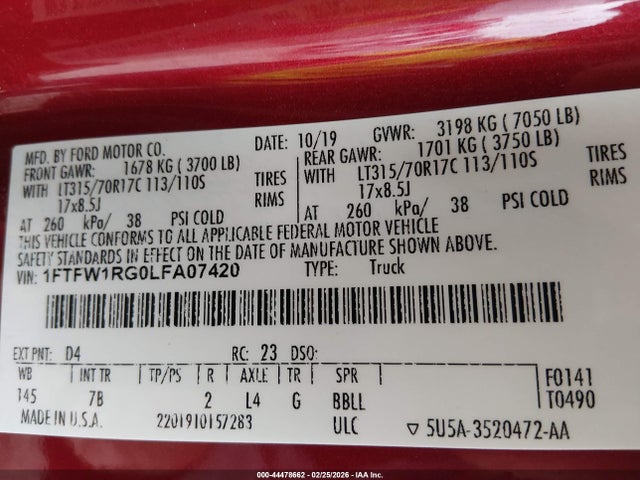 MFD. BY FORD MOTOR CO. DATE: 10/19 GVWR: 3198 KG ( 7050 LB)
FRONT GAWR: 1678 KG (3700 LB) REAR GAWR: 1701 KG ( 3750 LB)
WITH LT315/70R17C 113/110S TIRES WITH LT315/70R17C 113/110S TIRES
17x8.5J RIMS 17x8.5J RIMS
AT 260 kPa/ 38 PSI COLD AT 260 kPa/ 38 PSI COLD
THIS VEHICLE CONFORMS TO ALL APPLICABLE FEDERAL MOTOR VEHICLE
SAFETY STANDARDS IN EFFECT ON THE DATE OF MANUFACTURE SHOWN ABOVE.
VIN: 1FTFW1RG0LFA07420 TYPE: Truck
EXT PNT: D4 RC: 23 DSO:
WB INT TR TP/PS R AXLE TR SPR F0141
145 7B 2 L4 G BBLL T0490
MADE IN U.S.A. 2201910157283 ULC ▽ 5U5A-3520472-AA
000-44478662 - 02/25/2026 - IAA Inc.